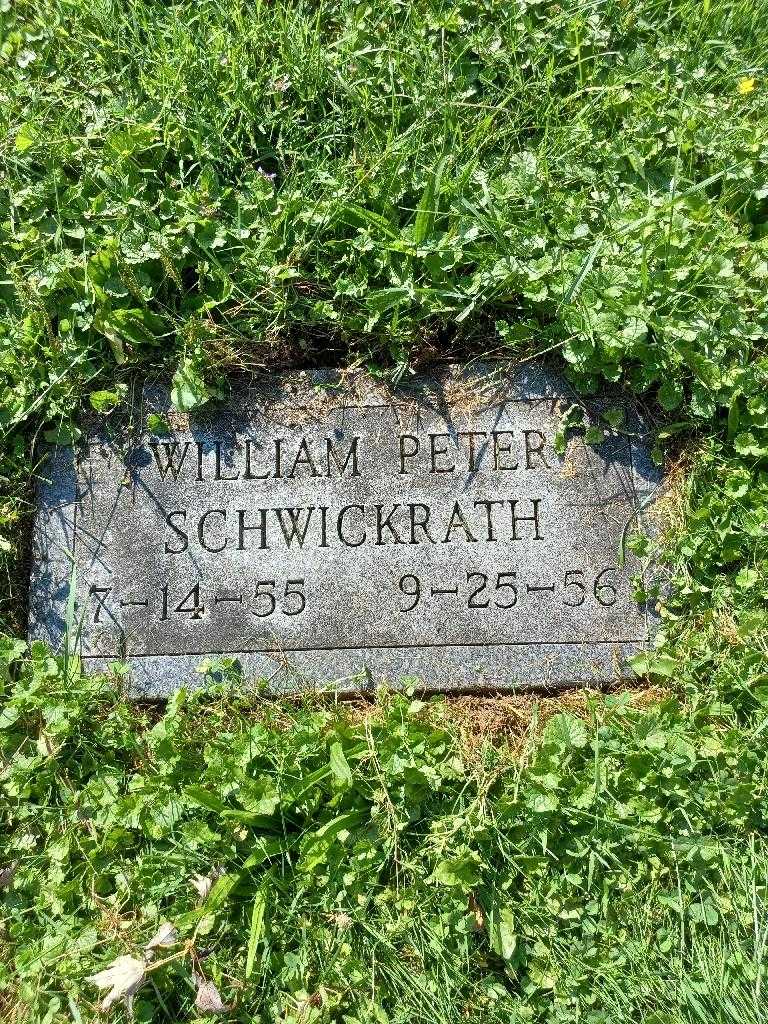 WILLIAM PETER
SCHWICKRATH
7-14-55 9-25-56